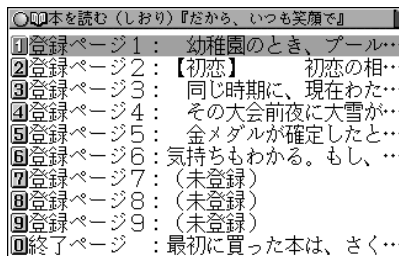 ○本を読む（しおり）『だから、いつも笑顔で』
1登録ページ1：　幼稚園のとき、プール…
2登録ページ2：【初恋】　　初恋の相…
3登録ページ3：　同じ時期に、現在わた…
4登録ページ4：　その大会前夜に大雪が…
5登録ページ5：　金メダルが確定したと…
6登録ページ6：気持ちもわかる。もし、…
7登録ページ7：（未登録）
8登録ページ8：（未登録）
9登録ページ9：（未登録）
0終了ページ　：最初に買った本は、さく…